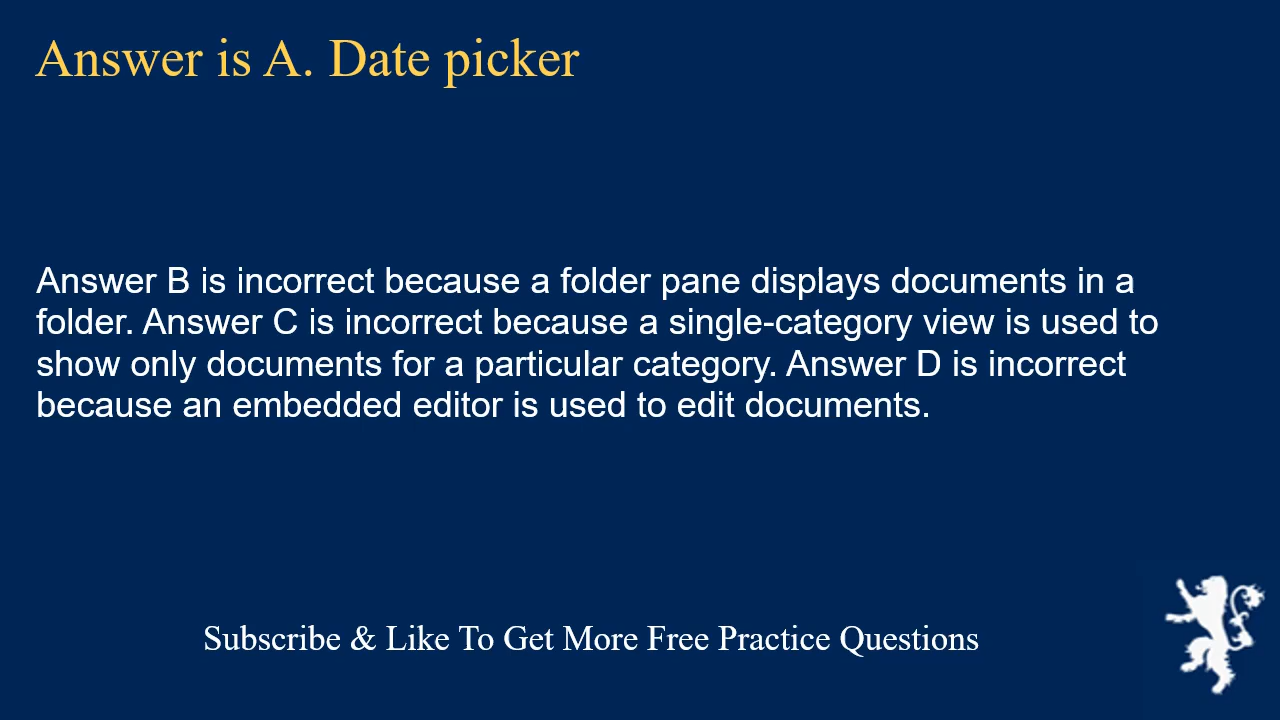 Answer is A. Date picker
Answer B is incorrect because a folder pane displays documents in a
folder. Answer C is incorrect because a single-category view is used to
show only documents for a particular category. Answer D is incorrect
because an embedded editor is used to edit documents.
Subscribe & Like To Get More Free Practice Questions